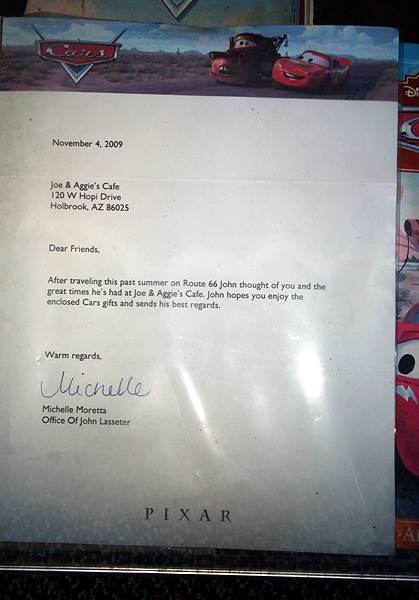 Cars
November 4, 2009
Joe & Aggie's Cafe
120 W Hopi Drive
Holbrook, AZ 86025
Dear Friends,
After traveling this past summer on Route 66 John thought of you and the
great times he's had at Joe & Aggie's Cafe. John hopes you enjoy the
enclosed Cars gifts and sends his best regards.
Warm regards,
Michelle
Michelle Moretta
Office Of John Lasseter
PIXAR